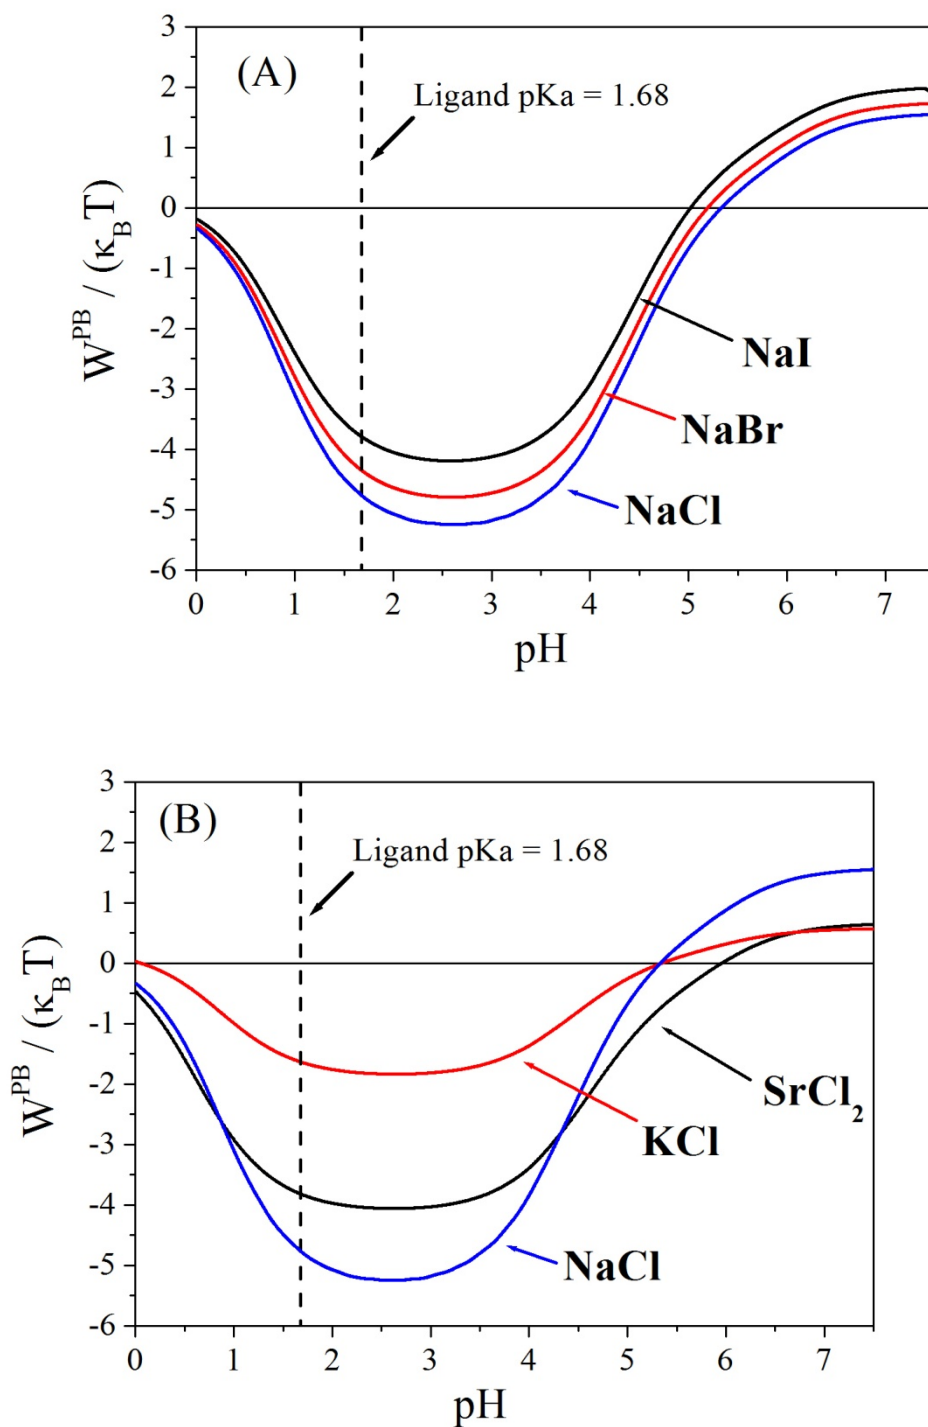 3
(A)
2
Ligand pKa = 1.68
1
0
-1
-2
-3
-4
-5
-6
W^PB / (κ_B T)
NaI
NaBr
NaCl
0 1 2 3 4 5 6 7
pH
3
(B)
2
Ligand pKa = 1.68
1
0
-1
-2
-3
-4
-5
-6
W^PB / (κ_B T)
SrCl₂
KCl
NaCl
0 1 2 3 4 5 6 7
pH